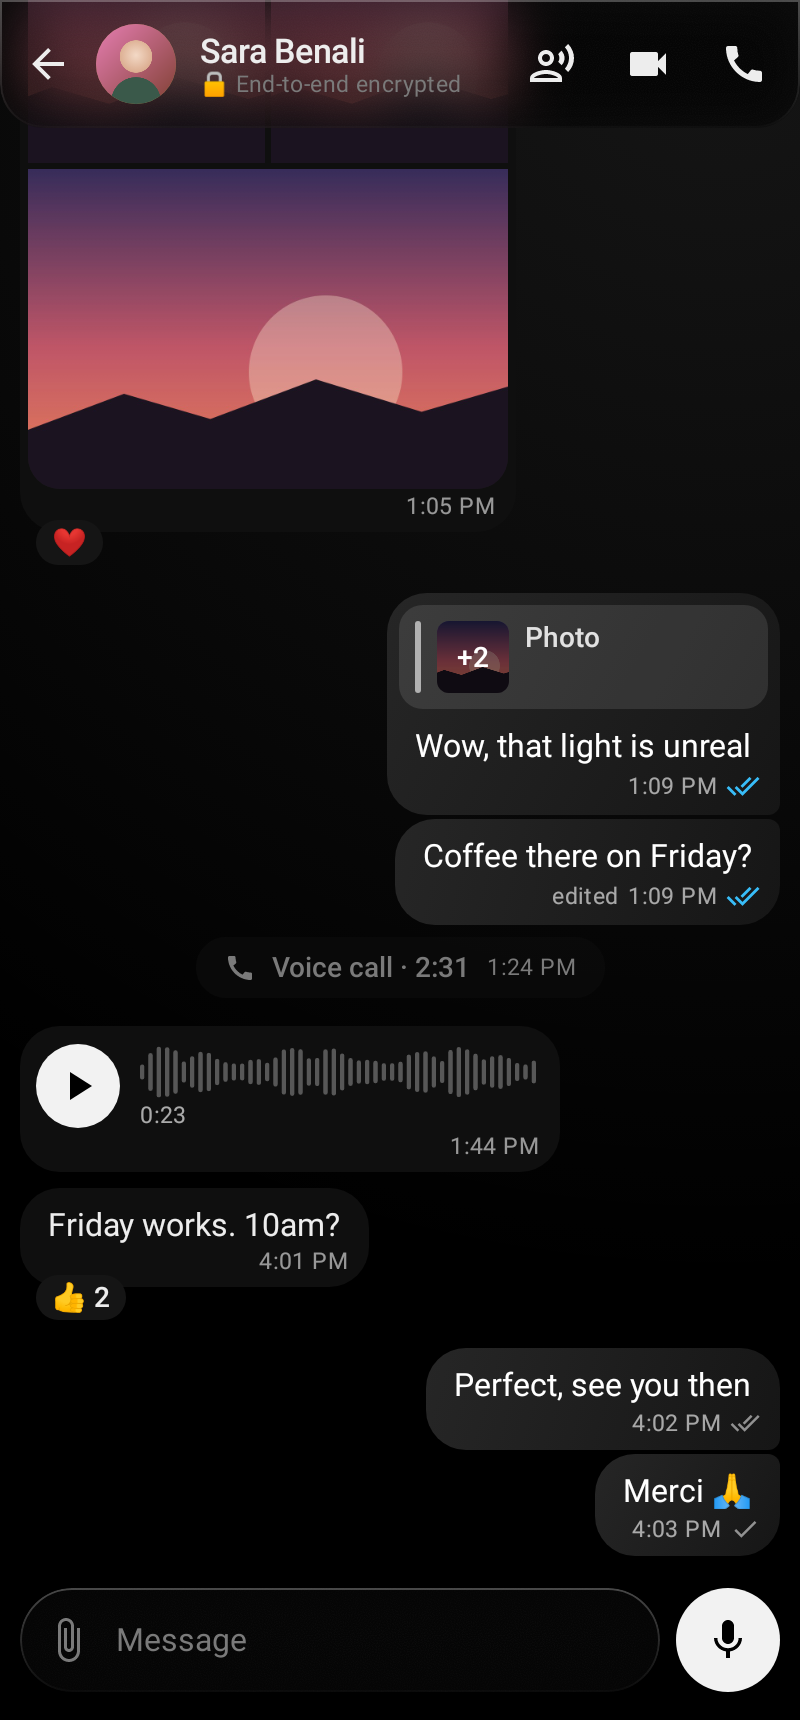 Sara Benali
🔒 End-to-end encrypted
1:05 PM
❤️
+2
Photo
Wow, that light is unreal
1:09 PM
Coffee there on Friday?
edited 1:09 PM
Voice call · 2:31 1:24 PM
0:23
1:44 PM
Friday works. 10am?
4:01 PM
👍 2
Perfect, see you then
4:02 PM
Merci 🙏
4:03 PM
Message